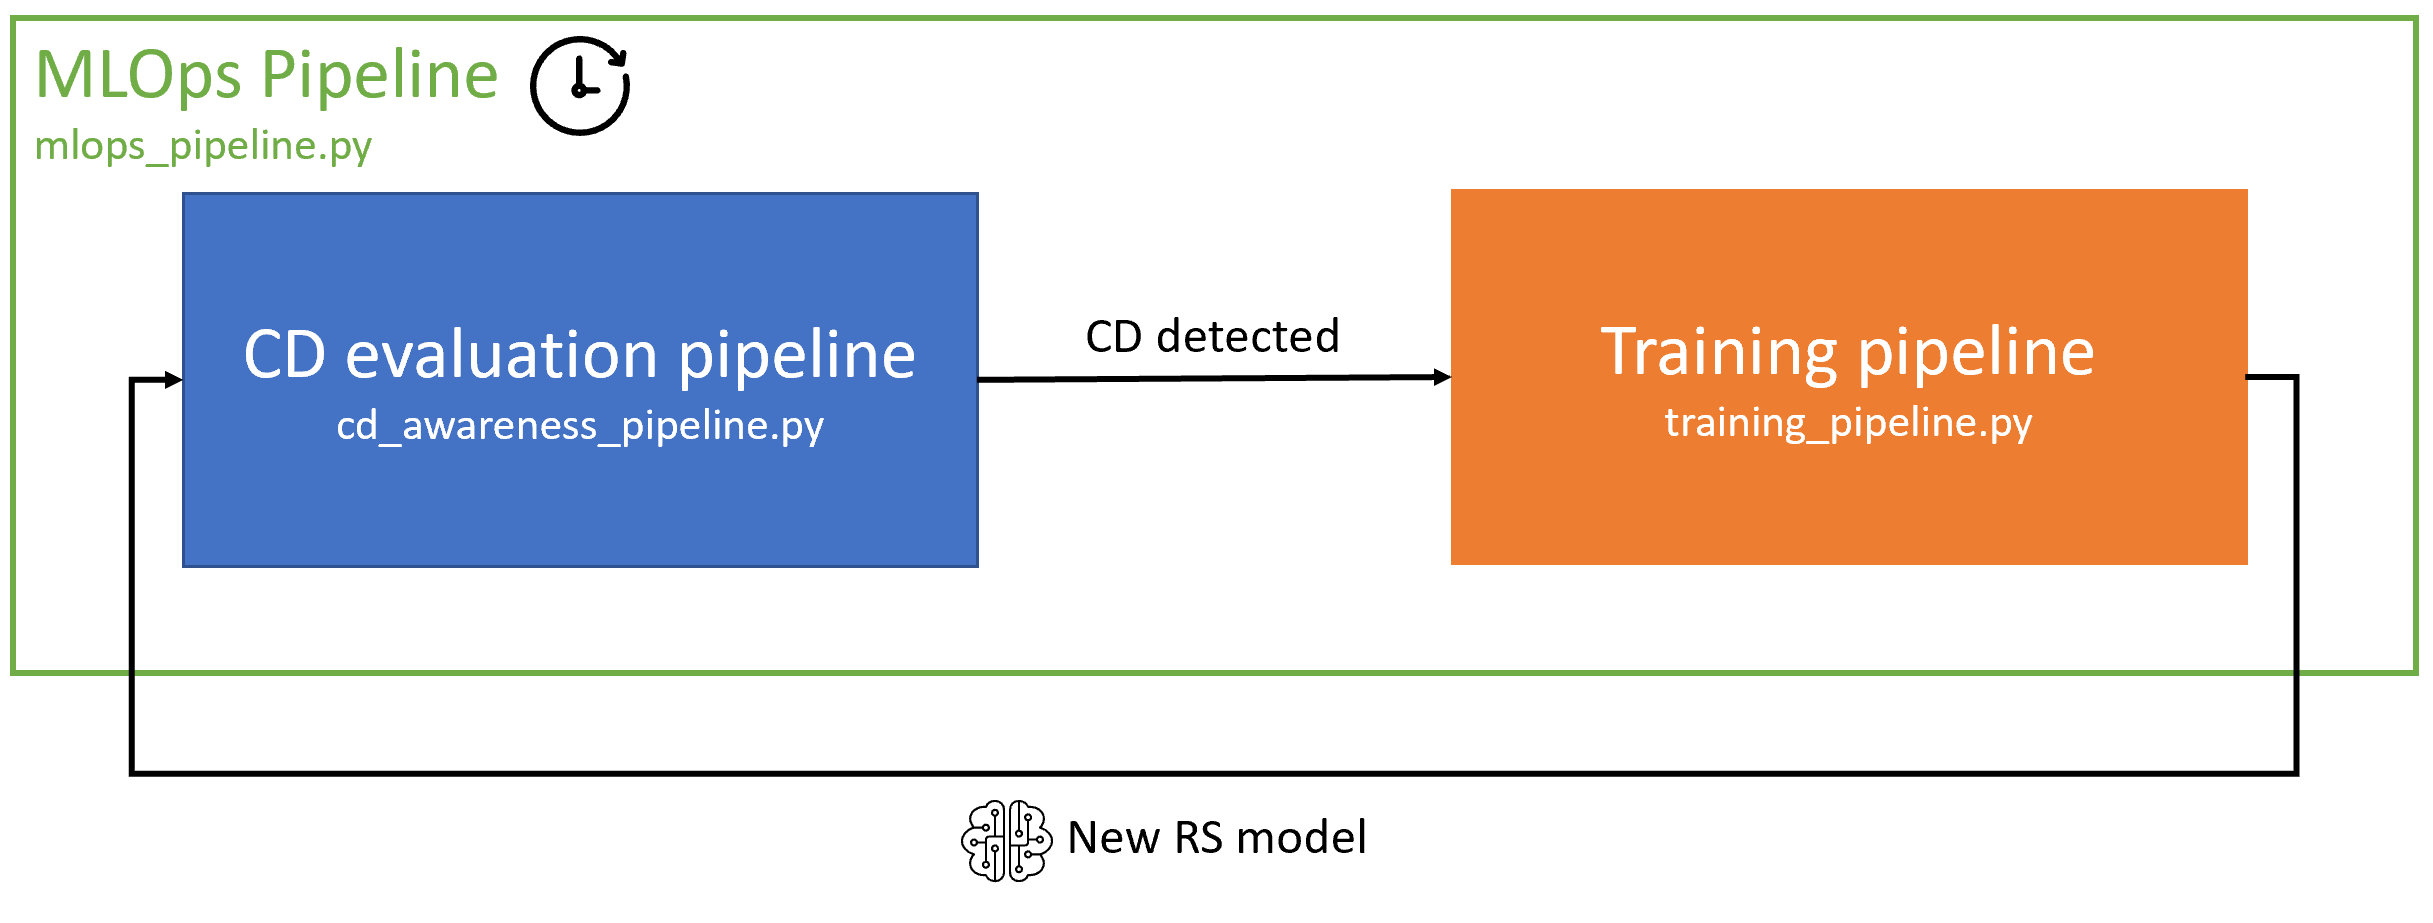 MLOps Pipeline
mlops_pipeline.py
CD evaluation pipeline
cd_awareness_pipeline.py
CD detected
Training pipeline
training_pipeline.py
New RS model